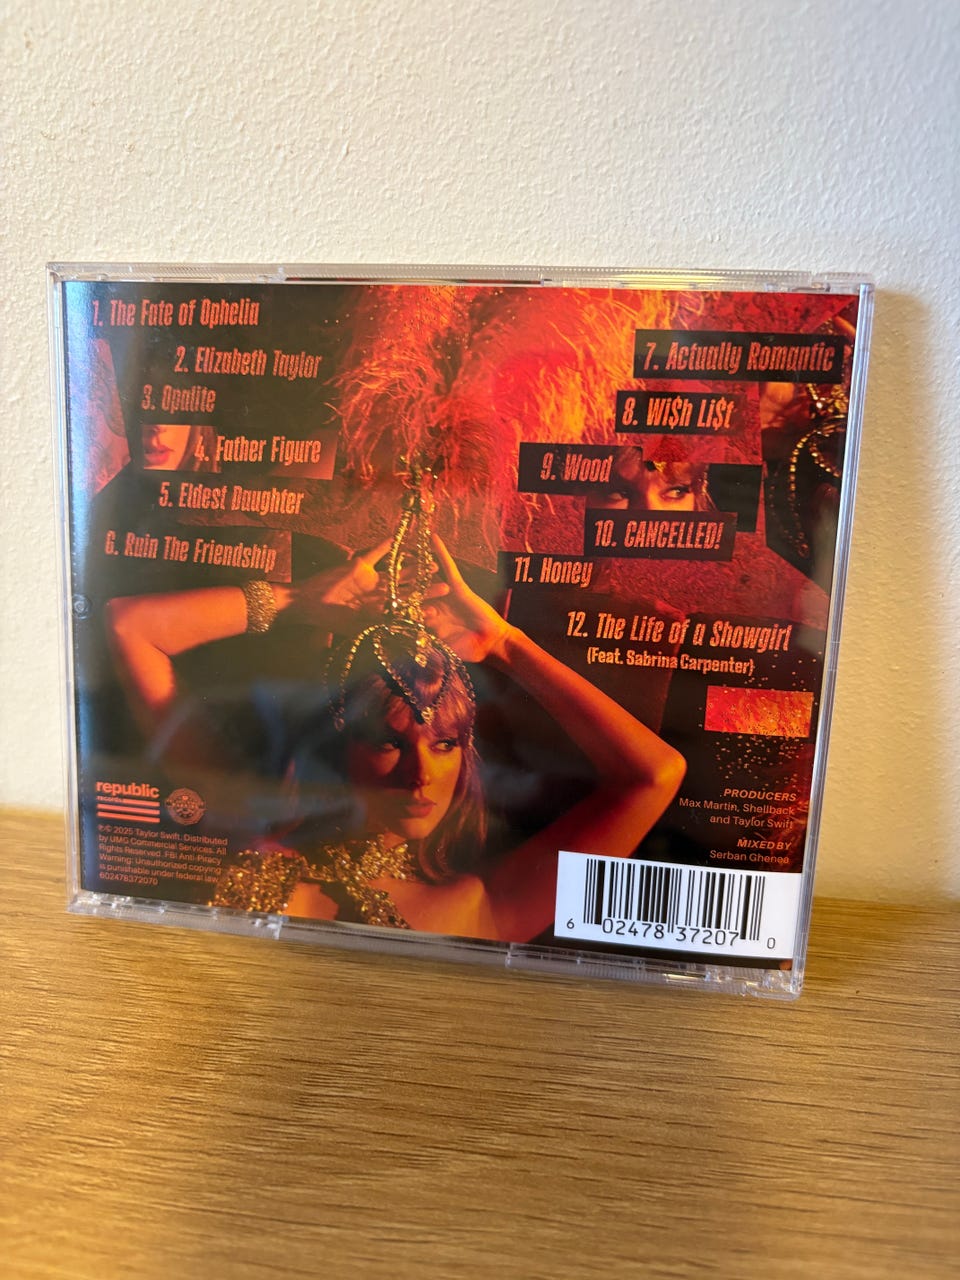 1. The Fate of Ophelia
2. Elizabeth Taylor
3. Opalite
4. Father Figure
5. Eldest Daughter
6. Ruin The Friendship
7. Actually Romantic
8. Wi$h Li$t
9. Wood
10. CANCELLED!
11. Honey
12. The Life of a Showgirl
(Feat. Sabrina Carpenter)
republic
records
℗© 2025 Taylor Swift. Distributed
by UMG Commercial Services. All
Rights Reserved. FBI Anti-Piracy
Warning: Unauthorized copying
is punishable under federal law.
602478372070
PRODUCERS
Max Martin, Shellback
and Taylor Swift
MIXED BY
Serban Ghenea
6 02478 37207 0